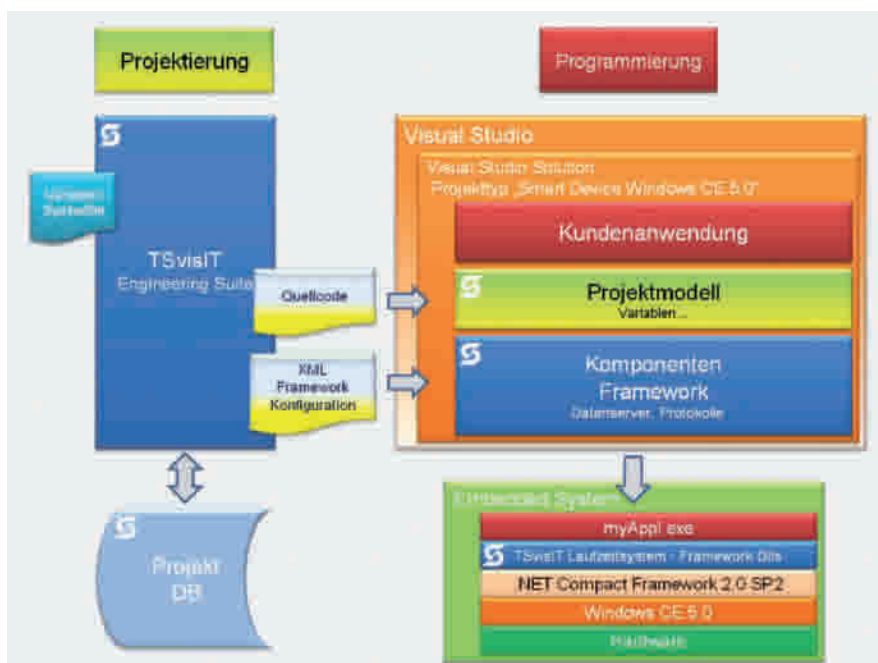 Projektierung
Programmierung
Visual Studio
Visual Studio Solution
Projekttyp „Smart Device Windows CE 5.0"
Kundenanwendung
TSvisIT
Engineering Suite
Quellcode
Projektmodell
Variablen...
XML
Framework
Konfiguration
Komponenten
Framework
Datenserver, Protokolle
Embedded System
myAppl.exe
TSvisIT Laufzeitsystem - Framework Dlls
.NET Compact Framework 2.0 SP2
Windows CE 5.0
Hardware
Projekt
DB